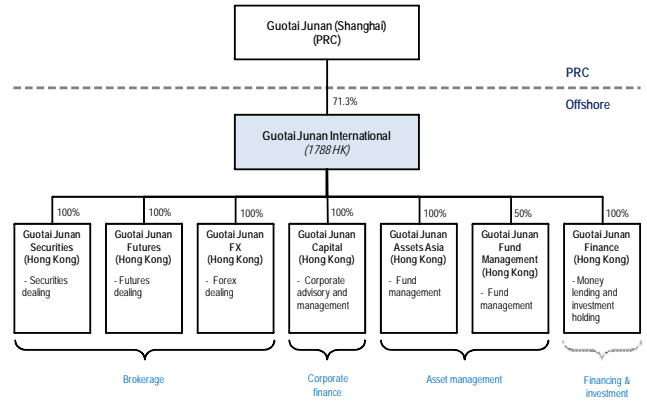 Guotai Junan (Shanghai)
(PRC)
PRC
71.3%
Offshore
Guotai Junan International
(1788 HK)
100%
100%
100%
100%
100%
50%
100%
Guotai Junan
Securities
(Hong Kong)
- Securities
dealing
Guotai Junan
Futures
(Hong Kong)
- Futures
dealing
Guotai Junan
FX
(Hong Kong)
- Forex
dealing
Guotai Junan
Capital
(Hong Kong)
- Corporate
advisory and
management
Guotai Junan
Assets Asia
(Hong Kong)
- Fund
management
Guotai Junan
Fund
Management
(Hong Kong)
- Fund
management
Guotai Junan
Finance
(Hong Kong)
- Money
lending and
investment
holding
Brokerage
Corporate
finance
Asset management
Financing &
investment